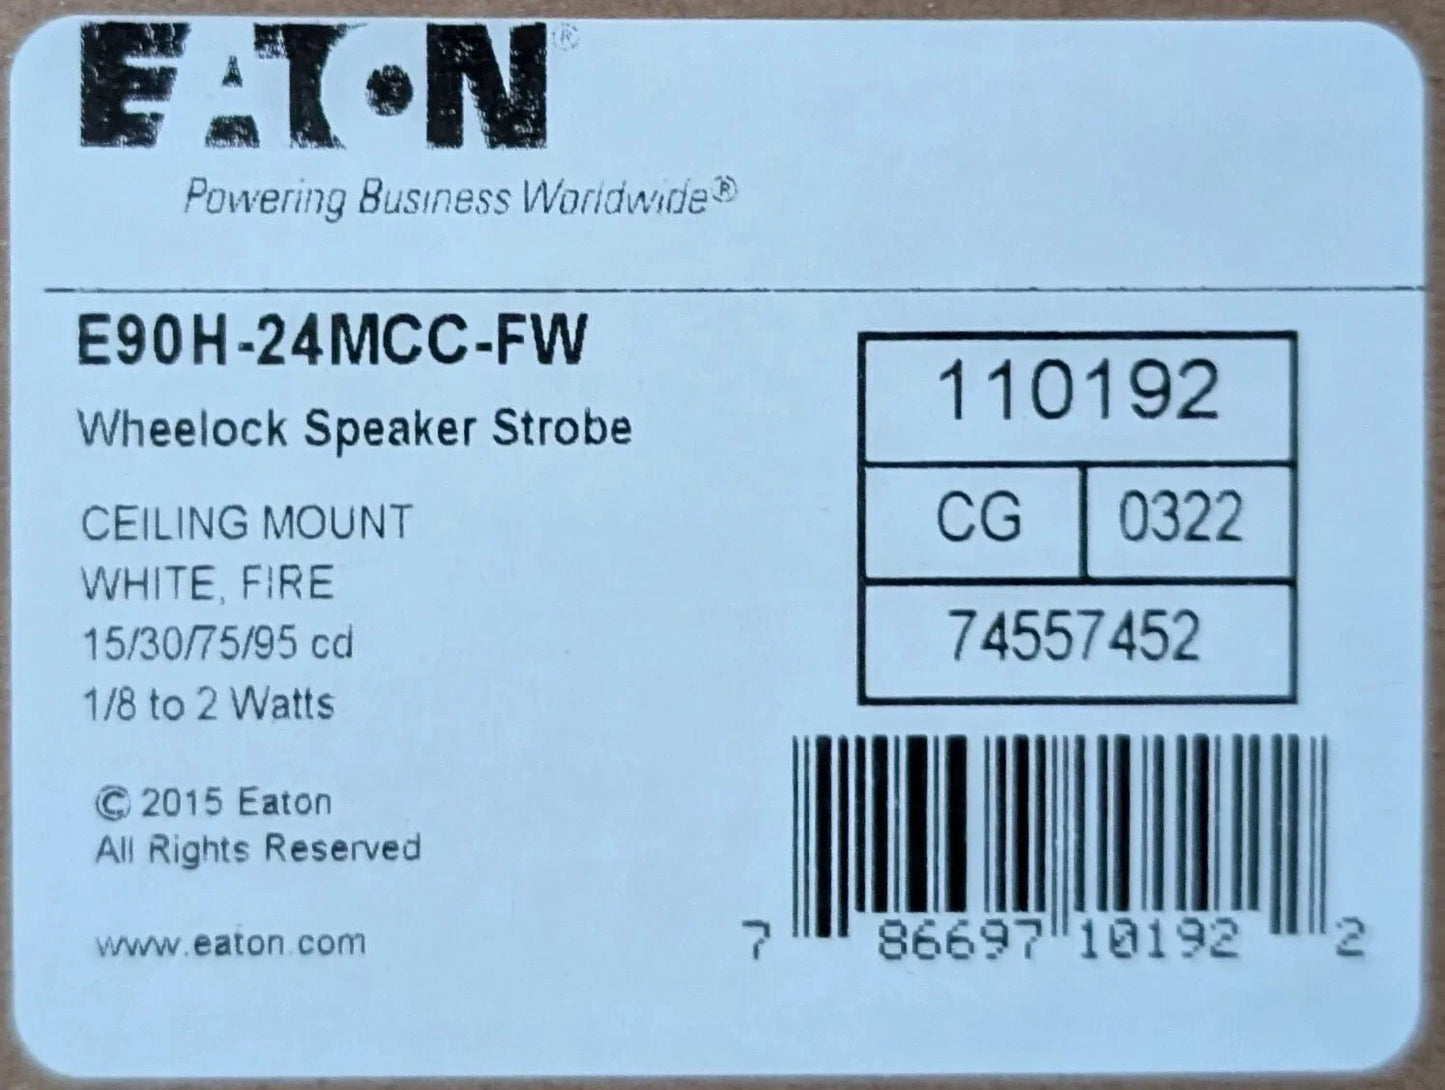 EATON®
Powering Business Worldwide®
E90H-24MCC-FW
Wheelock Speaker Strobe
CEILING MOUNT
WHITE, FIRE
15/30/75/95 cd
1/8 to 2 Watts
© 2015 Eaton
All Rights Reserved
www.eaton.com
110192
CG 0322
74557452
7 86697 10192 2